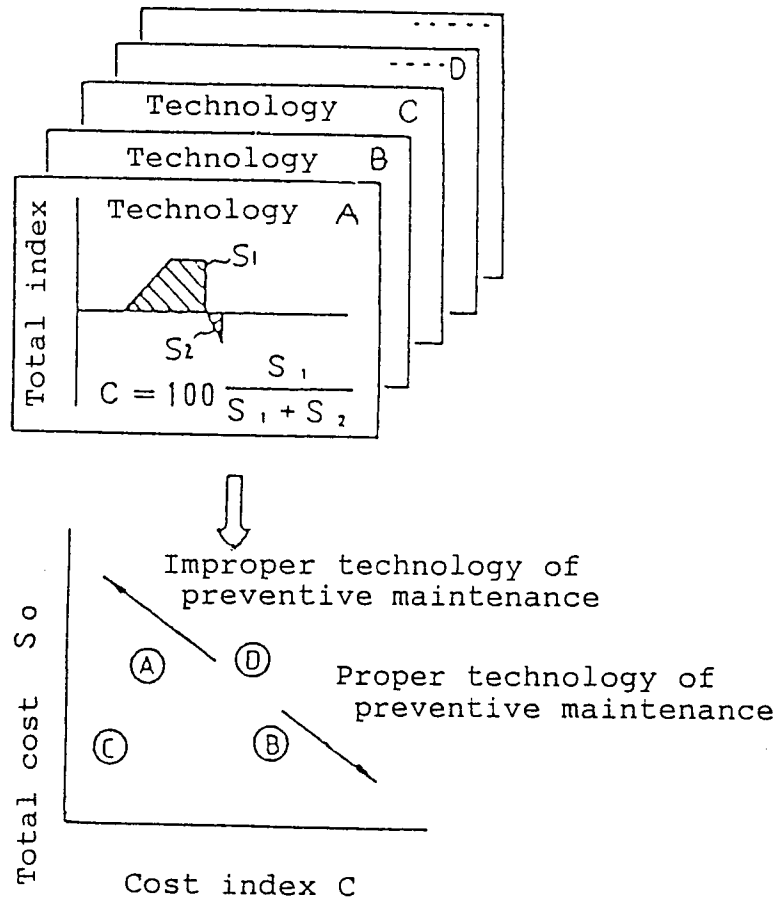 -----
---- D
Technology C
Technology B
Technology A
Total index
S1
S2
C = 100 S1 / S1 + S2
Improper technology of
preventive maintenance
A
D
Proper technology of
preventive maintenance
C
B
Total cost So
Cost index C